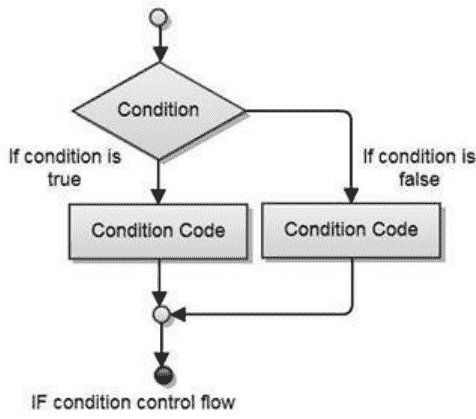 Condition
If condition is
true
If condition is
false
Condition Code
Condition Code
IF condition control flow